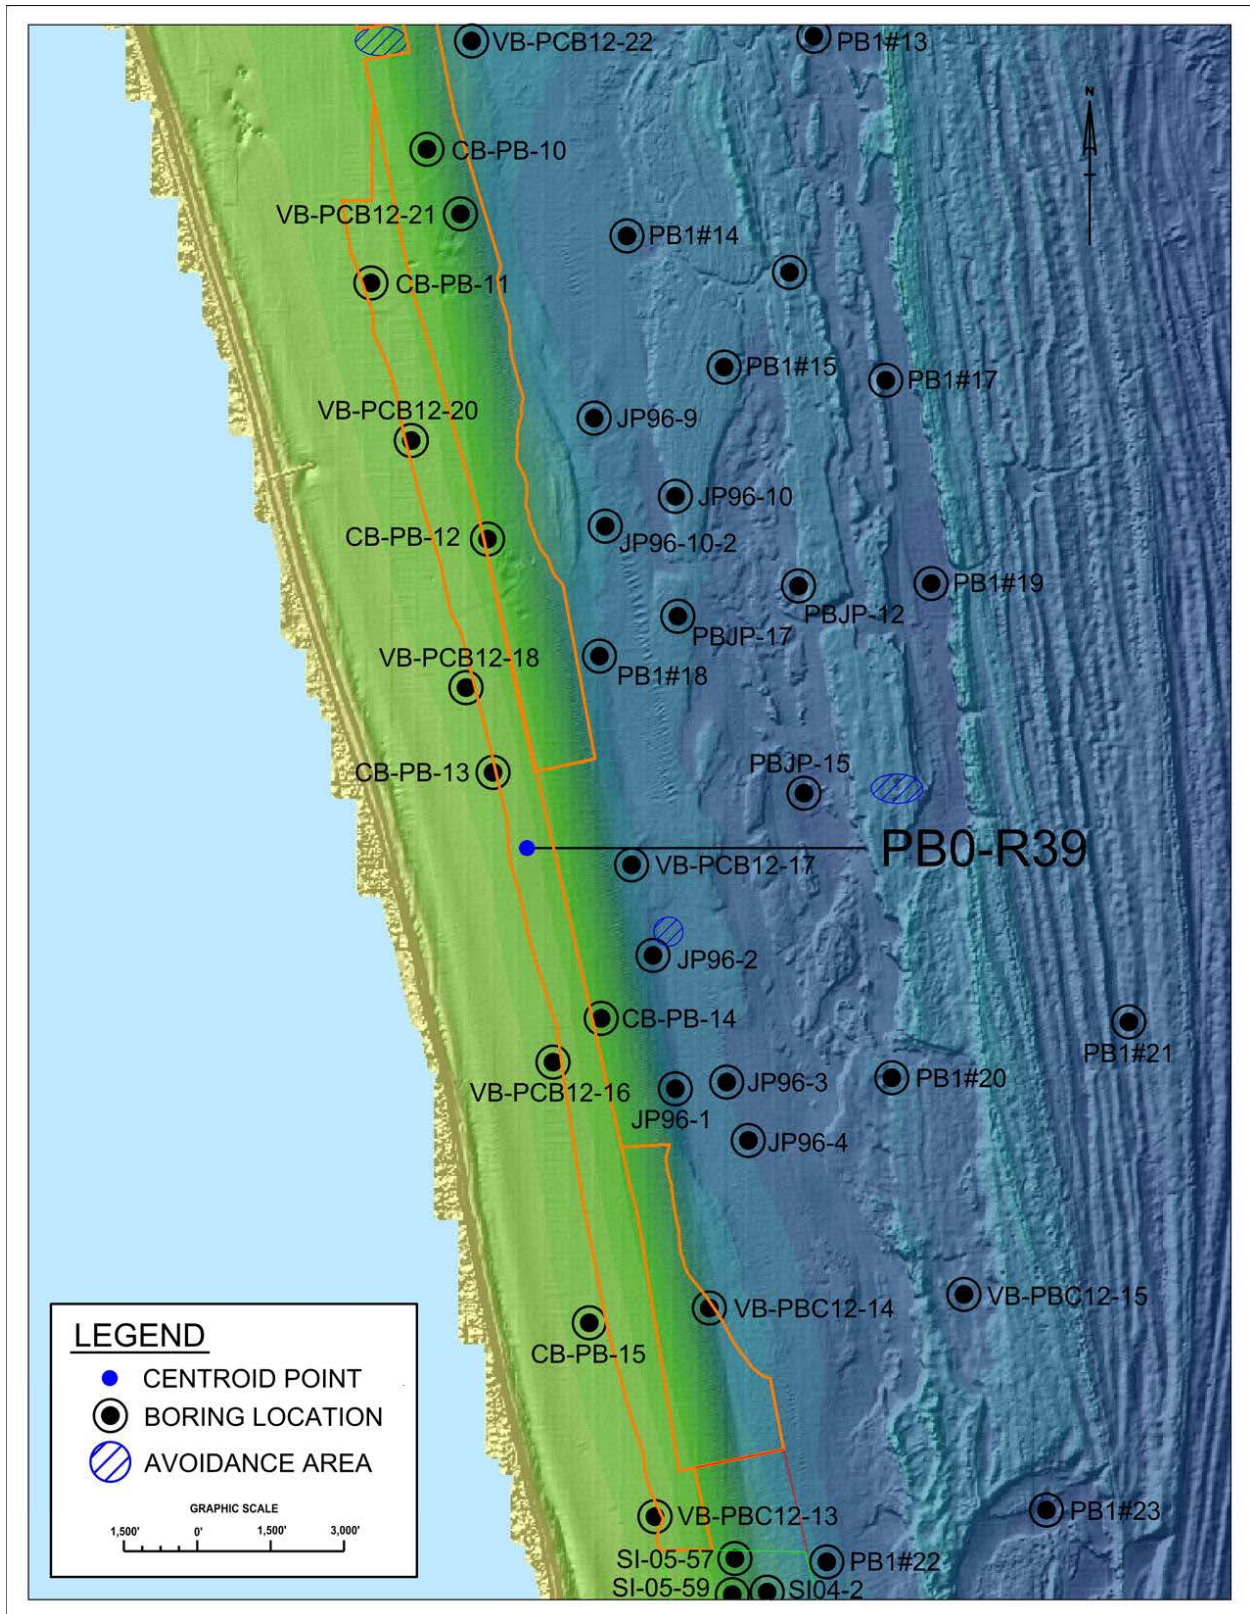 VB-PCB12-22
PB1#13
N
CB-PB-10
VB-PCB12-21
PB1#14
CB-PB-11
PB1#15
PB1#17
VB-PCB12-20
JP96-9
JP96-10
CB-PB-12
JP96-10-2
PB1#19
PBJP-12
PBJP-17
VB-PCB12-18
PB1#18
CB-PB-13
PBJP-15
PB0-R39
VB-PCB12-17
JP96-2
CB-PB-14
PB1#21
VB-PCB12-16
JP96-3
PB1#20
JP96-1
JP96-4
VB-PBC12-15
VB-PBC12-14
CB-PB-15
LEGEND
CENTROID POINT
BORING LOCATION
AVOIDANCE AREA
GRAPHIC SCALE
1,500' 0' 1,500' 3,000'
VB-PBC12-13
PB1#23
SI-05-57
PB1#22
SI-05-59
SI04-2